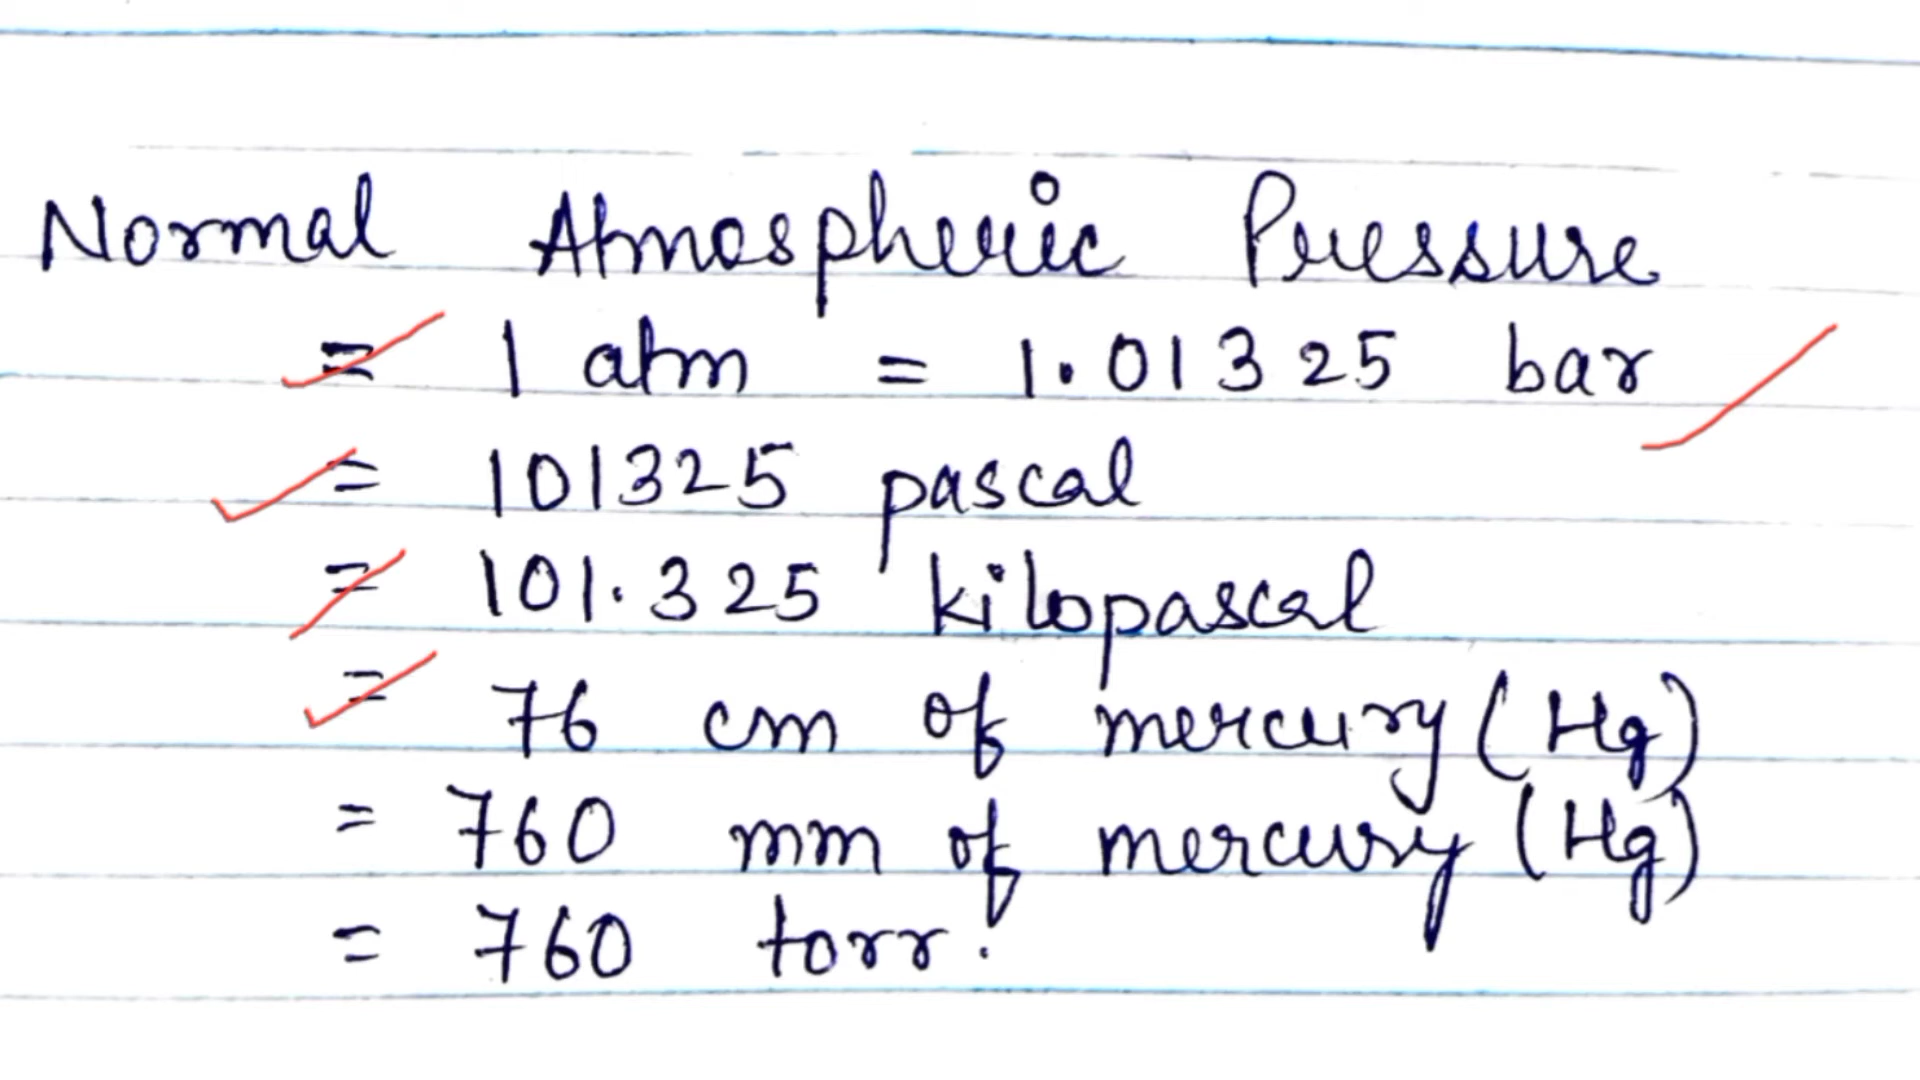 Normal Atmospheric Pressure
= 1 atm = 1.01325 bar
= 101325 pascal
= 101.325 kilopascal
= 76 cm of mercury (Hg)
= 760 mm of mercury (Hg)
= 760 torr.